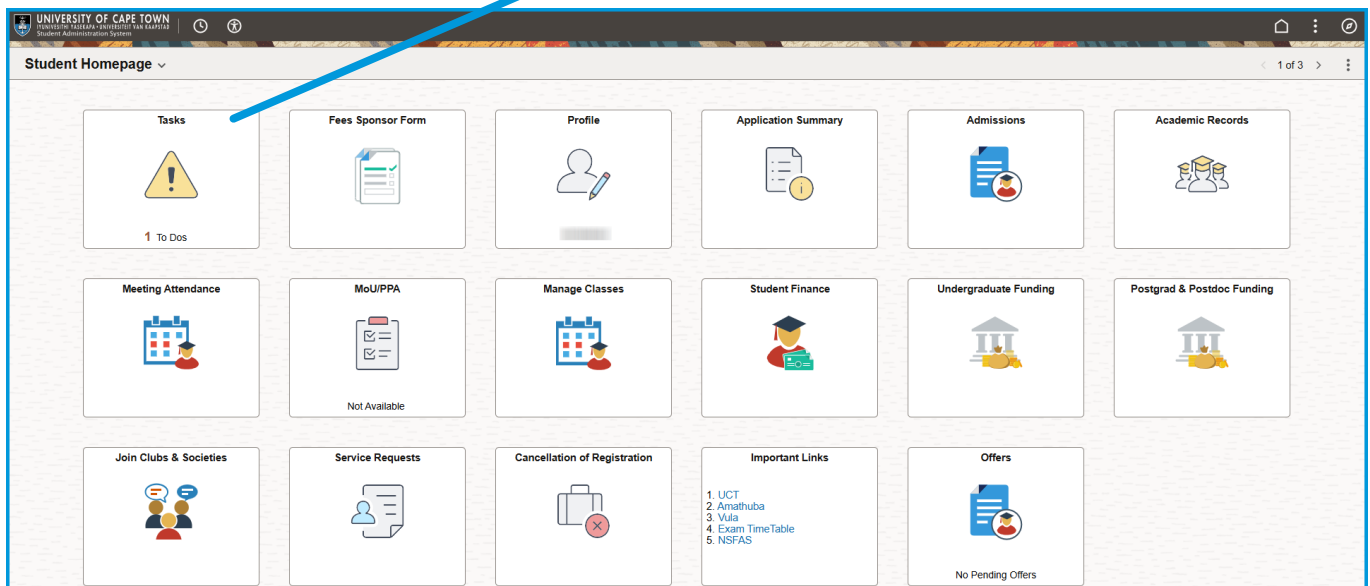 UNIVERSITY OF CAPE TOWN
IYUNIVESITHI YASEKAPA • UNIVERSITEIT VAN KAAPSTAD
Student Administration System
Student Homepage
1 of 3
Tasks
1 To Dos
Fees Sponsor Form
Profile
Application Summary
Admissions
Academic Records
Meeting Attendance
MoU/PPA
Not Available
Manage Classes
Student Finance
Undergraduate Funding
Postgrad & Postdoc Funding
Join Clubs & Societies
Service Requests
Cancellation of Registration
Important Links
1. UCT
2. Amathuba
3. Vula
4. Exam TimeTable
5. NSFAS
Offers
No Pending Offers